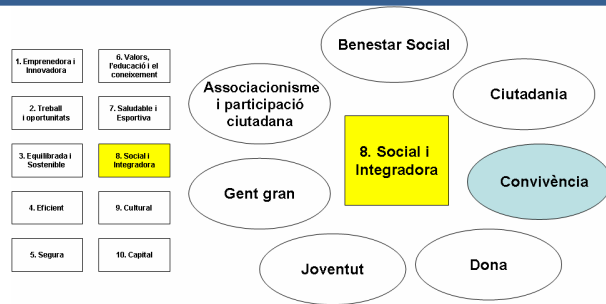 1. Emprenedora i
Innovadora
2. Treball
i oportunitats
3. Equilibrada i
Sostenible
4. Eficient
5. Segura
6. Valors,
l'educació i el
coneixement
7. Saludable i
Esportiva
8. Social i
Integradora
9. Cultural
10. Capital
Benestar Social
Associacionisme
i participació
ciutadana
Ciutadania
8. Social i
Integradora
Convivència
Gent gran
Joventut
Dona